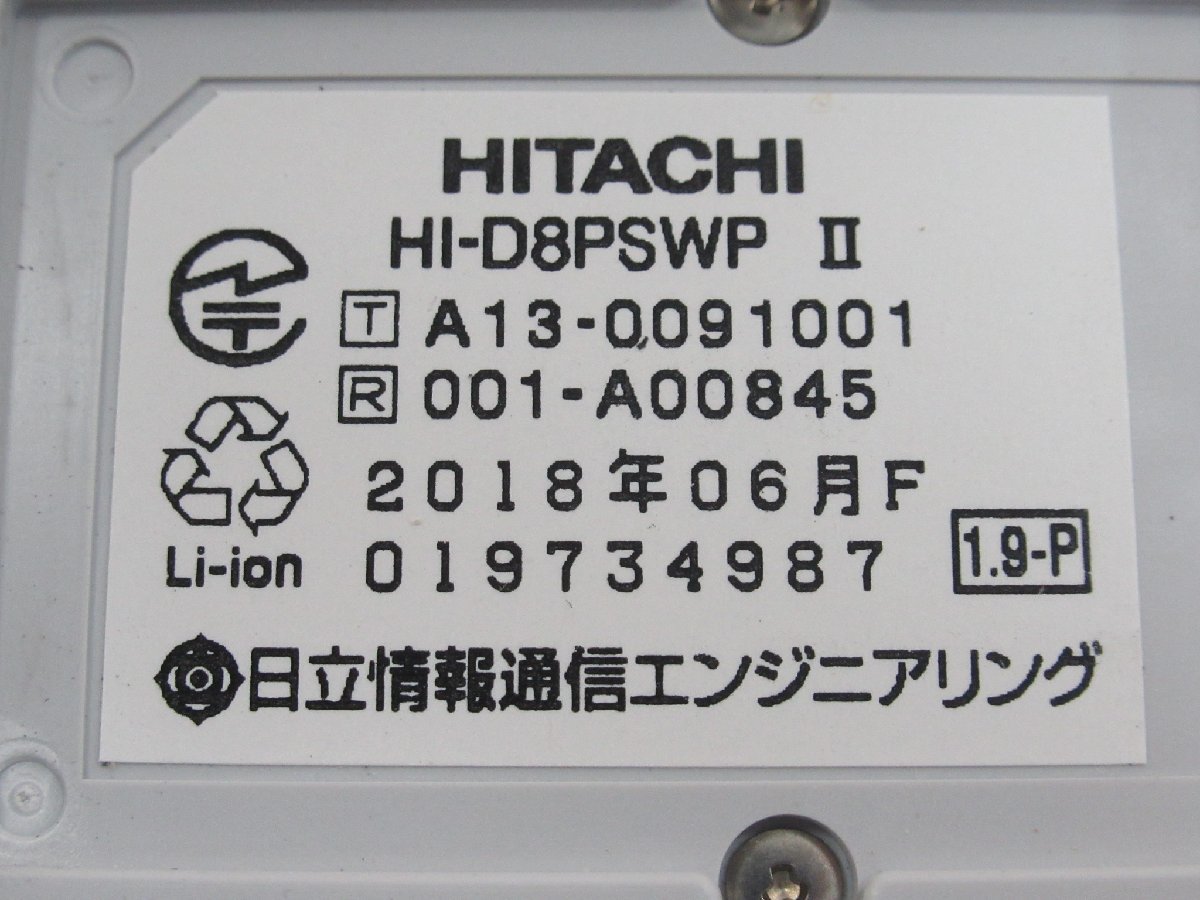 HITACHI
HI-D8PSWP II
T A13-0091001
R 001-A00845
2018年06月F
Li-ion 019734987 1.9-P
日立情報通信エンジニアリング